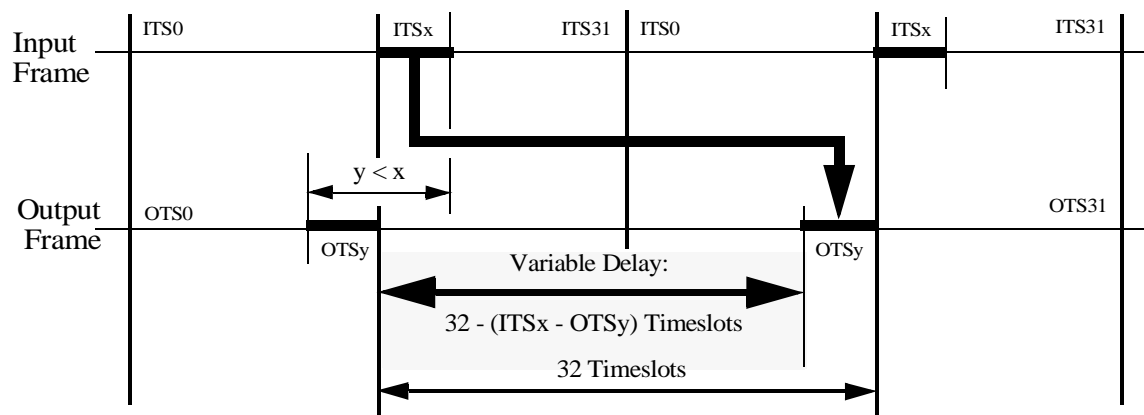 ITS0 ITSx ITS31 ITS0 ITSx ITS31
Input
Frame
y < x
Output
Frame
OTS0 OTS31
OTSy OTSy
Variable Delay:
32 - (ITSx - OTSy) Timeslots
32 Timeslots